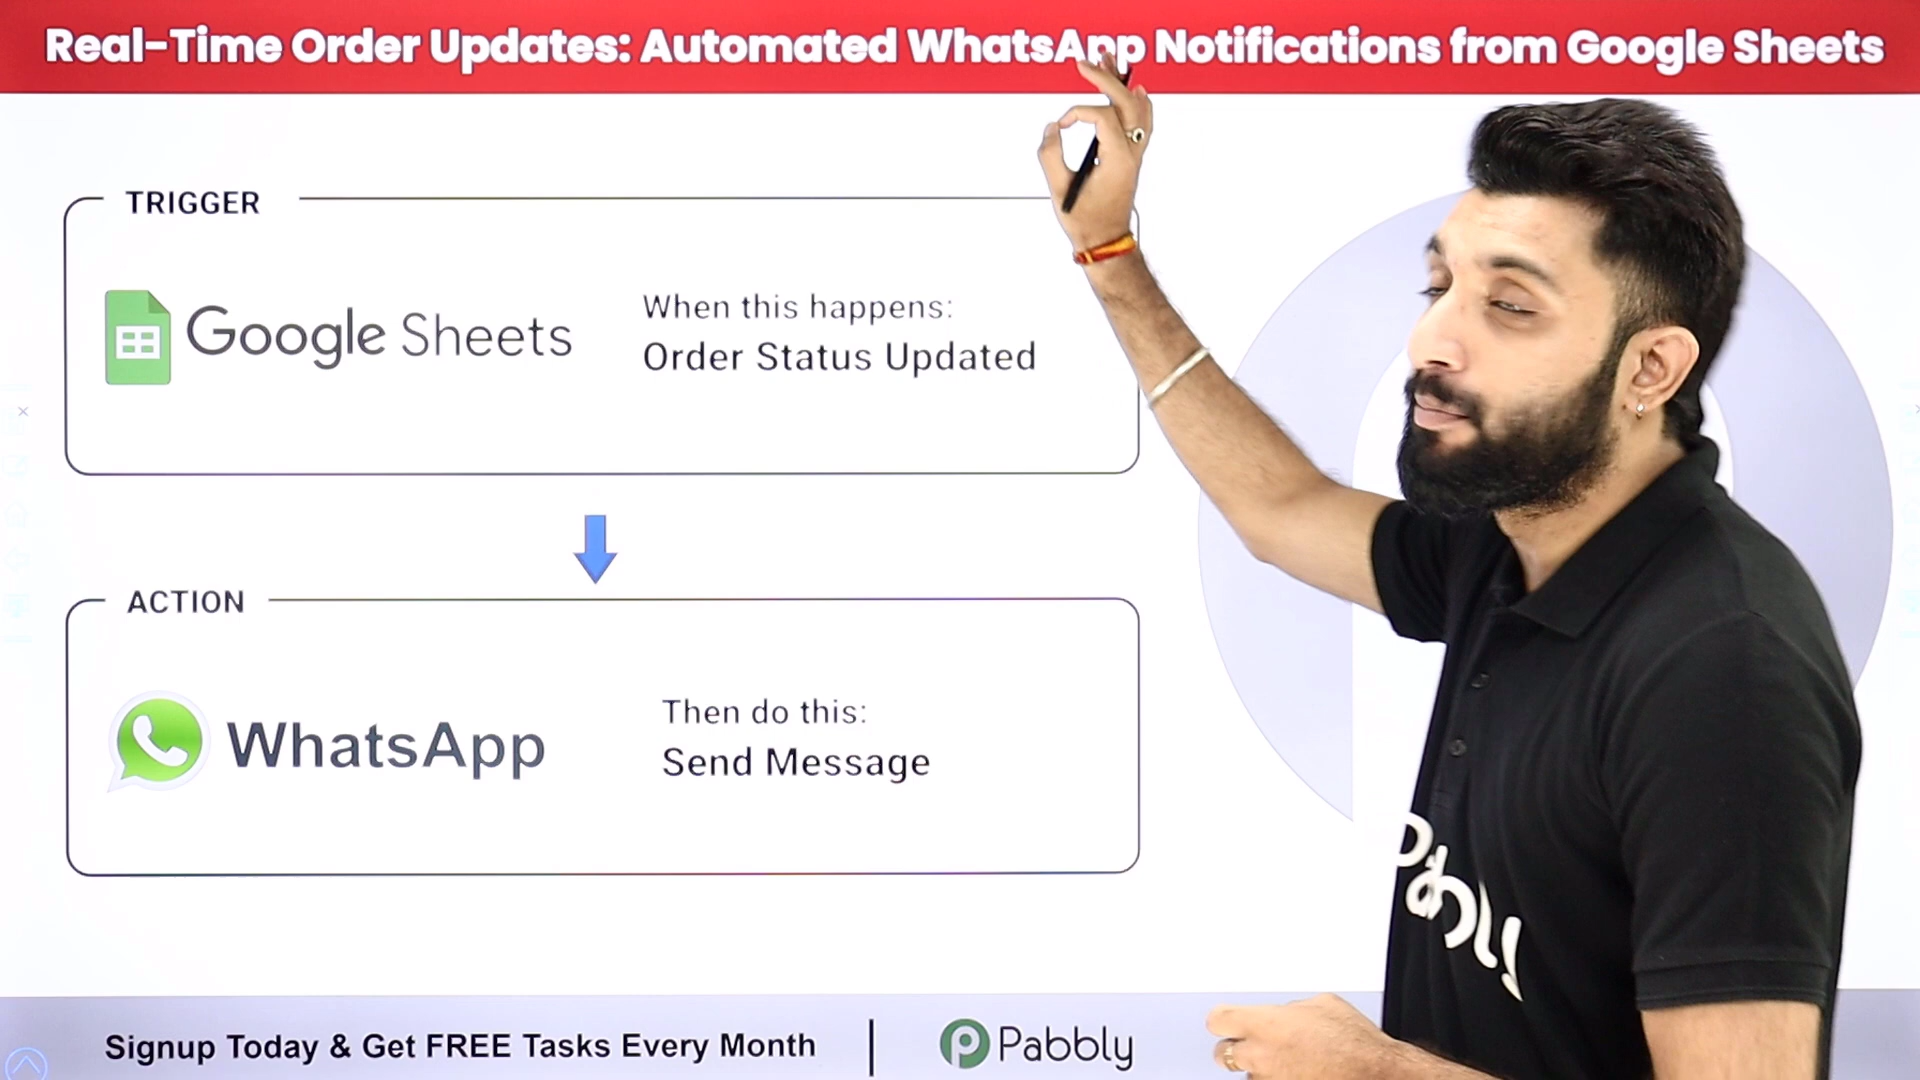 Real-Time Order Updates: Automated WhatsApp Notifications from Google Sheets
TRIGGER
Google Sheets
When this happens:
Order Status Updated
ACTION
WhatsApp
Then do this:
Send Message
Pabbly
Signup Today & Get FREE Tasks Every Month
Pabbly